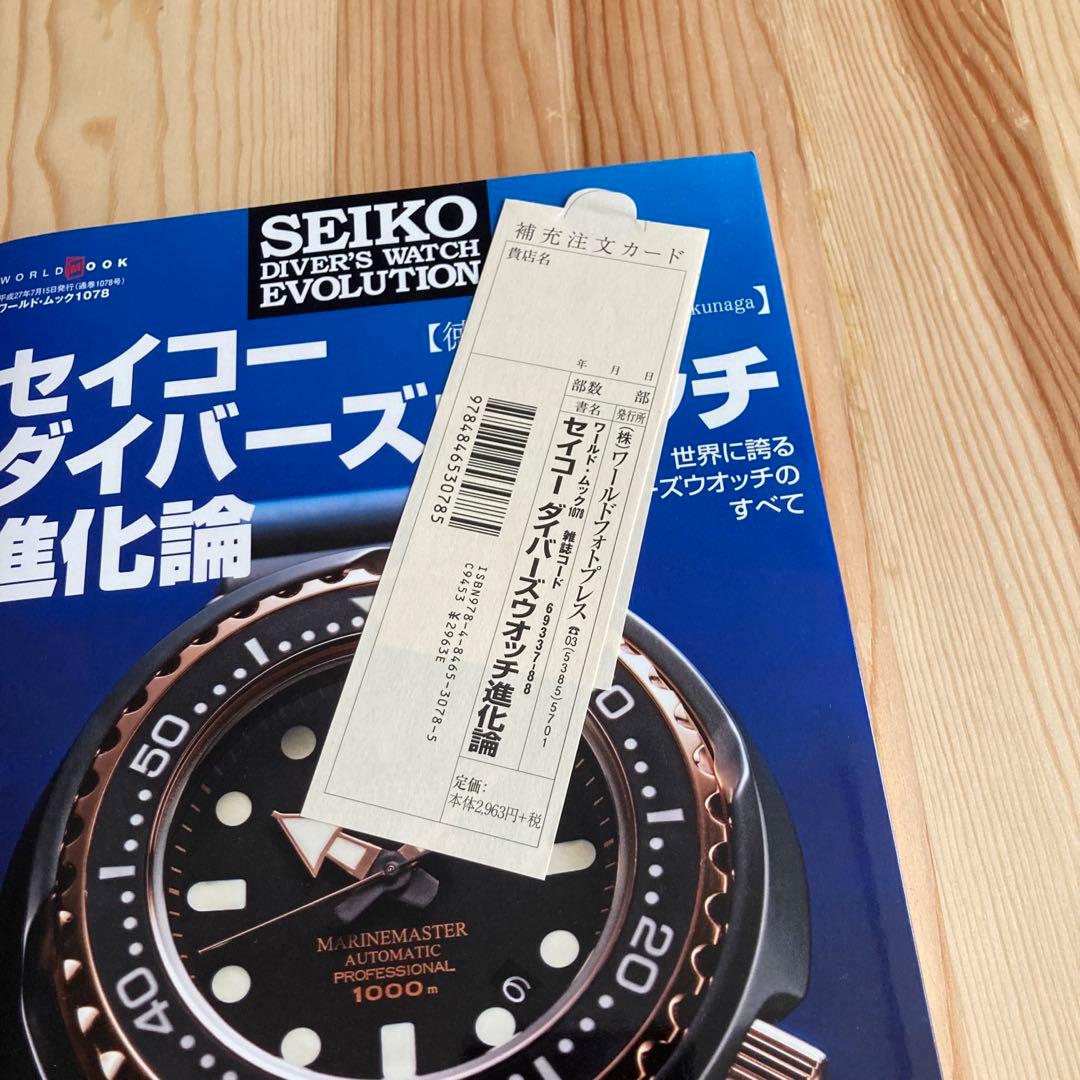 SEIKO
DIVER'S WATCH
EVOLUTION
WORLD MOOK
平成27年7月15日発行(通巻1078号)
ワールド・ムック1078
kunaga】
セイコー
ダイバーズ
ッチ
進化論
世界に誇る
ーズウオッチの
すべて
補充注文カード
貴店名
年 月 日
部数 部
書名
発行所
(株)ワールドフォトプレス ☎03(5385)5701
ワールド・ムック1078 雑誌コード 69337-88
セイコー ダイバーズウオッチ進化論
9784846530785
ISBN978-4-8465-3078-5
C9453 ¥2963E
定価:
本体2,963円+税
50
10
20
40
MARINEMASTER
AUTOMATIC
PROFESSIONAL
1000m
6